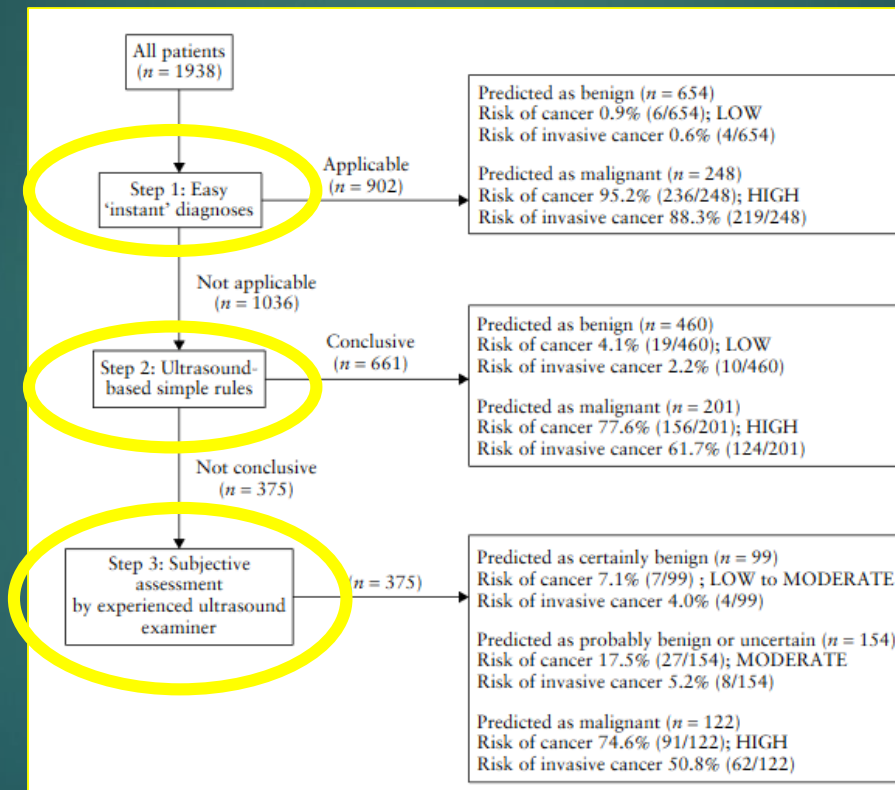 All patients
(n = 1938)
Step 1: Easy
'instant' diagnoses
Applicable
(n = 902)
Predicted as benign (n = 654)
Risk of cancer 0.9% (6/654); LOW
Risk of invasive cancer 0.6% (4/654)
Predicted as malignant (n = 248)
Risk of cancer 95.2% (236/248); HIGH
Risk of invasive cancer 88.3% (219/248)
Not applicable
(n = 1036)
Step 2: Ultrasound-
based simple rules
Conclusive
(n = 661)
Predicted as benign (n = 460)
Risk of cancer 4.1% (19/460); LOW
Risk of invasive cancer 2.2% (10/460)
Predicted as malignant (n = 201)
Risk of cancer 77.6% (156/201); HIGH
Risk of invasive cancer 61.7% (124/201)
Not conclusive
(n = 375)
Step 3: Subjective
assessment
by experienced ultrasound
examiner
(n = 375)
Predicted as certainly benign (n = 99)
Risk of cancer 7.1% (7/99) ; LOW to MODERATE
Risk of invasive cancer 4.0% (4/99)
Predicted as probably benign or uncertain (n = 154)
Risk of cancer 17.5% (27/154); MODERATE
Risk of invasive cancer 5.2% (8/154)
Predicted as malignant (n = 122)
Risk of cancer 74.6% (91/122); HIGH
Risk of invasive cancer 50.8% (62/122)